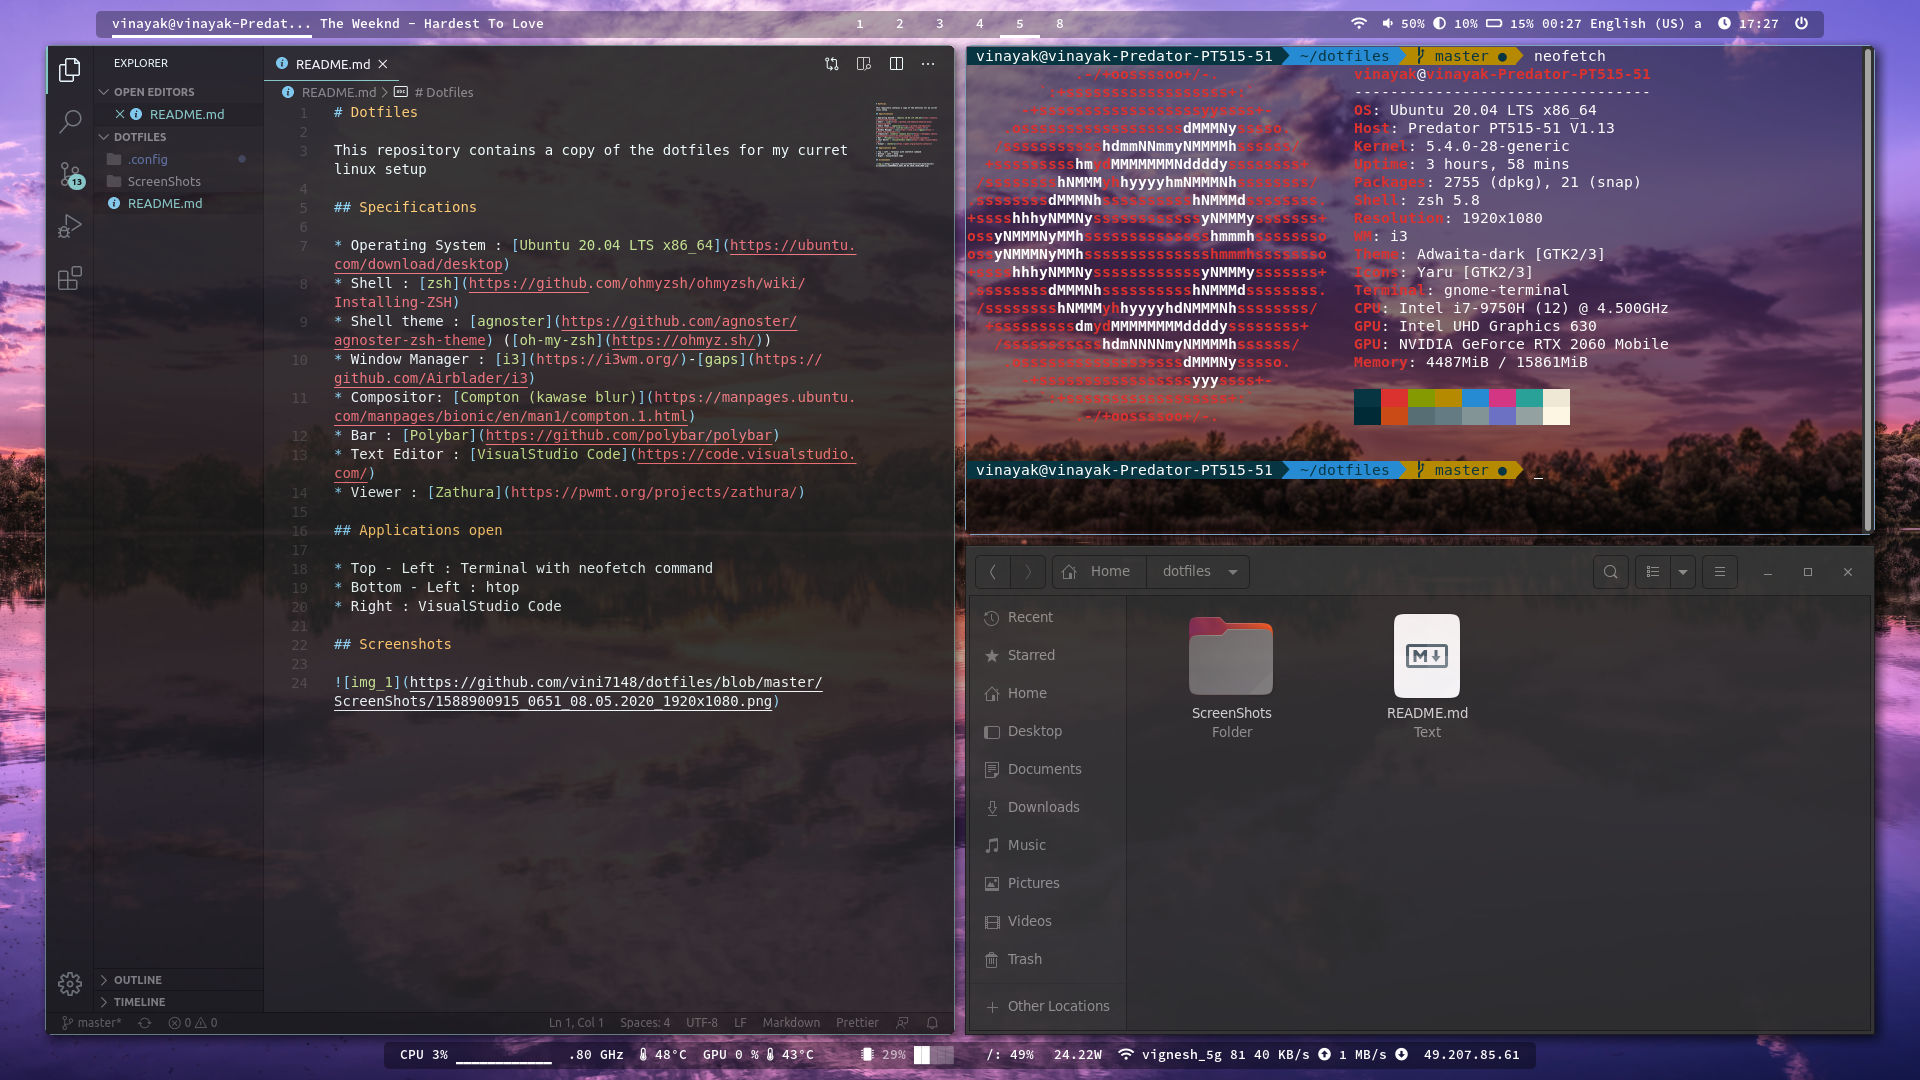 vinayak@vinayak-Predat... The Weeknd - Hardest To Love
1 2 3 4 5 8
50% 10% 15% 00:27 English (US) a 17:27
EXPLORER
OPEN EDITORS
README.md
DOTFILES
.config
ScreenShots
README.md
13
OUTLINE
TIMELINE
README.md
README.md > # Dotfiles
1 # Dotfiles
2
3 This repository contains a copy of the dotfiles for my curret
linux setup
4
5 ## Specifications
6
7 * Operating System : [Ubuntu 20.04 LTS x86_64](https://ubuntu.
com/download/desktop)
8 * Shell : [zsh](https://github.com/ohmyzsh/ohmyzsh/wiki/
Installing-ZSH)
9 * Shell theme : [agnoster](https://github.com/agnoster/
agnoster-zsh-theme) ([oh-my-zsh](https://ohmyz.sh/))
10 * Window Manager : [i3](https://i3wm.org/)-[gaps](https://
github.com/Airblader/i3)
11 * Compositor: [Compton (kawase blur)](https://manpages.ubuntu.
com/manpages/bionic/en/man1/compton.1.html)
12 * Bar : [Polybar](https://github.com/polybar/polybar)
13 * Text Editor : [VisualStudio Code](https://code.visualstudio.
com/)
14 * Viewer : [Zathura](https://pwmt.org/projects/zathura/)
15
16 ## Applications open
17
18 * Top - Left : Terminal with neofetch command
19 * Bottom - Left : htop
20 * Right : VisualStudio Code
21
22 ## Screenshots
23
24 ![img_1](https://github.com/vini7148/dotfiles/blob/master/
ScreenShots/1588900915_0651_08.05.2020_1920x1080.png)
master* 0 0 Ln 1, Col 1 Spaces: 4 UTF-8 LF Markdown Prettier
vinayak@vinayak-Predator-PT515-51 ~/dotfiles master ● neofetch
vinayak@vinayak-Predator-PT515-51
---------------------------------
OS: Ubuntu 20.04 LTS x86_64
Host: Predator PT515-51 V1.13
Kernel: 5.4.0-28-generic
Uptime: 3 hours, 58 mins
Packages: 2755 (dpkg), 21 (snap)
Shell: zsh 5.8
Resolution: 1920x1080
WM: i3
Theme: Adwaita-dark [GTK2/3]
Icons: Yaru [GTK2/3]
Terminal: gnome-terminal
CPU: Intel i7-9750H (12) @ 4.500GHz
GPU: Intel UHD Graphics 630
GPU: NVIDIA GeForce RTX 2060 Mobile
Memory: 4487MiB / 15861MiB
vinayak@vinayak-Predator-PT515-51 ~/dotfiles master ● _
Home dotfiles
Recent
Starred
Home
Desktop
Documents
Downloads
Music
Pictures
Videos
Trash
Other Locations
ScreenShots
Folder
M
README.md
Text
CPU 3% .80 GHz 48°C GPU 0 % 43°C 29% /: 49% 24.22W vignesh_5g 81 40 KB/s 1 MB/s 49.207.85.61